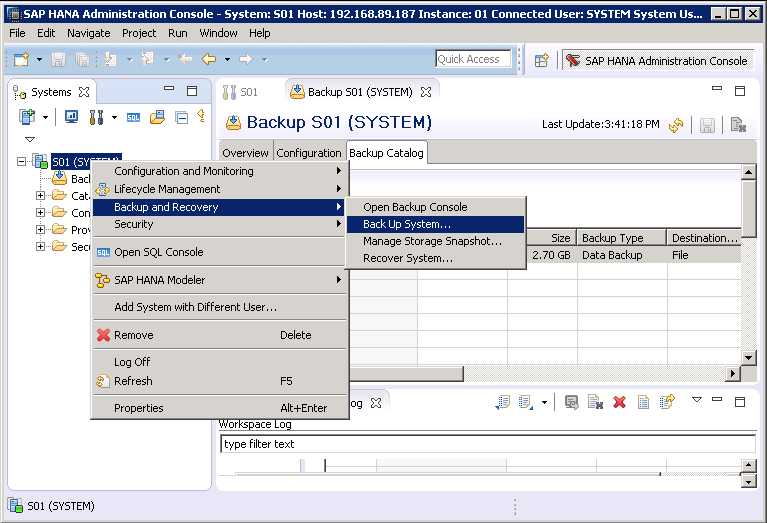 SAP HANA Administration Console - System: S01 Host: 192.168.89.187 Instance: 01 Connected User: SYSTEM System Us...
File Edit Navigate Project Run Window Help
Quick Access
SAP HANA Administration Console
Systems
S01
Backup S01 (SYSTEM)
Backup S01 (SYSTEM)
Last Update:3:41:18 PM
SQL
Overview Configuration Backup Catalog
S01 (SYSTEM)
Bac
Cat
Con
Prov
Secu
Configuration and Monitoring
Lifecycle Management
Backup and Recovery
Security
SQL Open SQL Console
SAP HANA Modeler
Add System with Different User...
Remove Delete
Log Off
Refresh F5
Properties Alt+Enter
Open Backup Console
Back Up System...
Manage Storage Snapshot...
Recover System...
Size Backup Type Destination...
2.70 GB Data Backup File
og
Workspace Log
type filter text
S01 (SYSTEM)